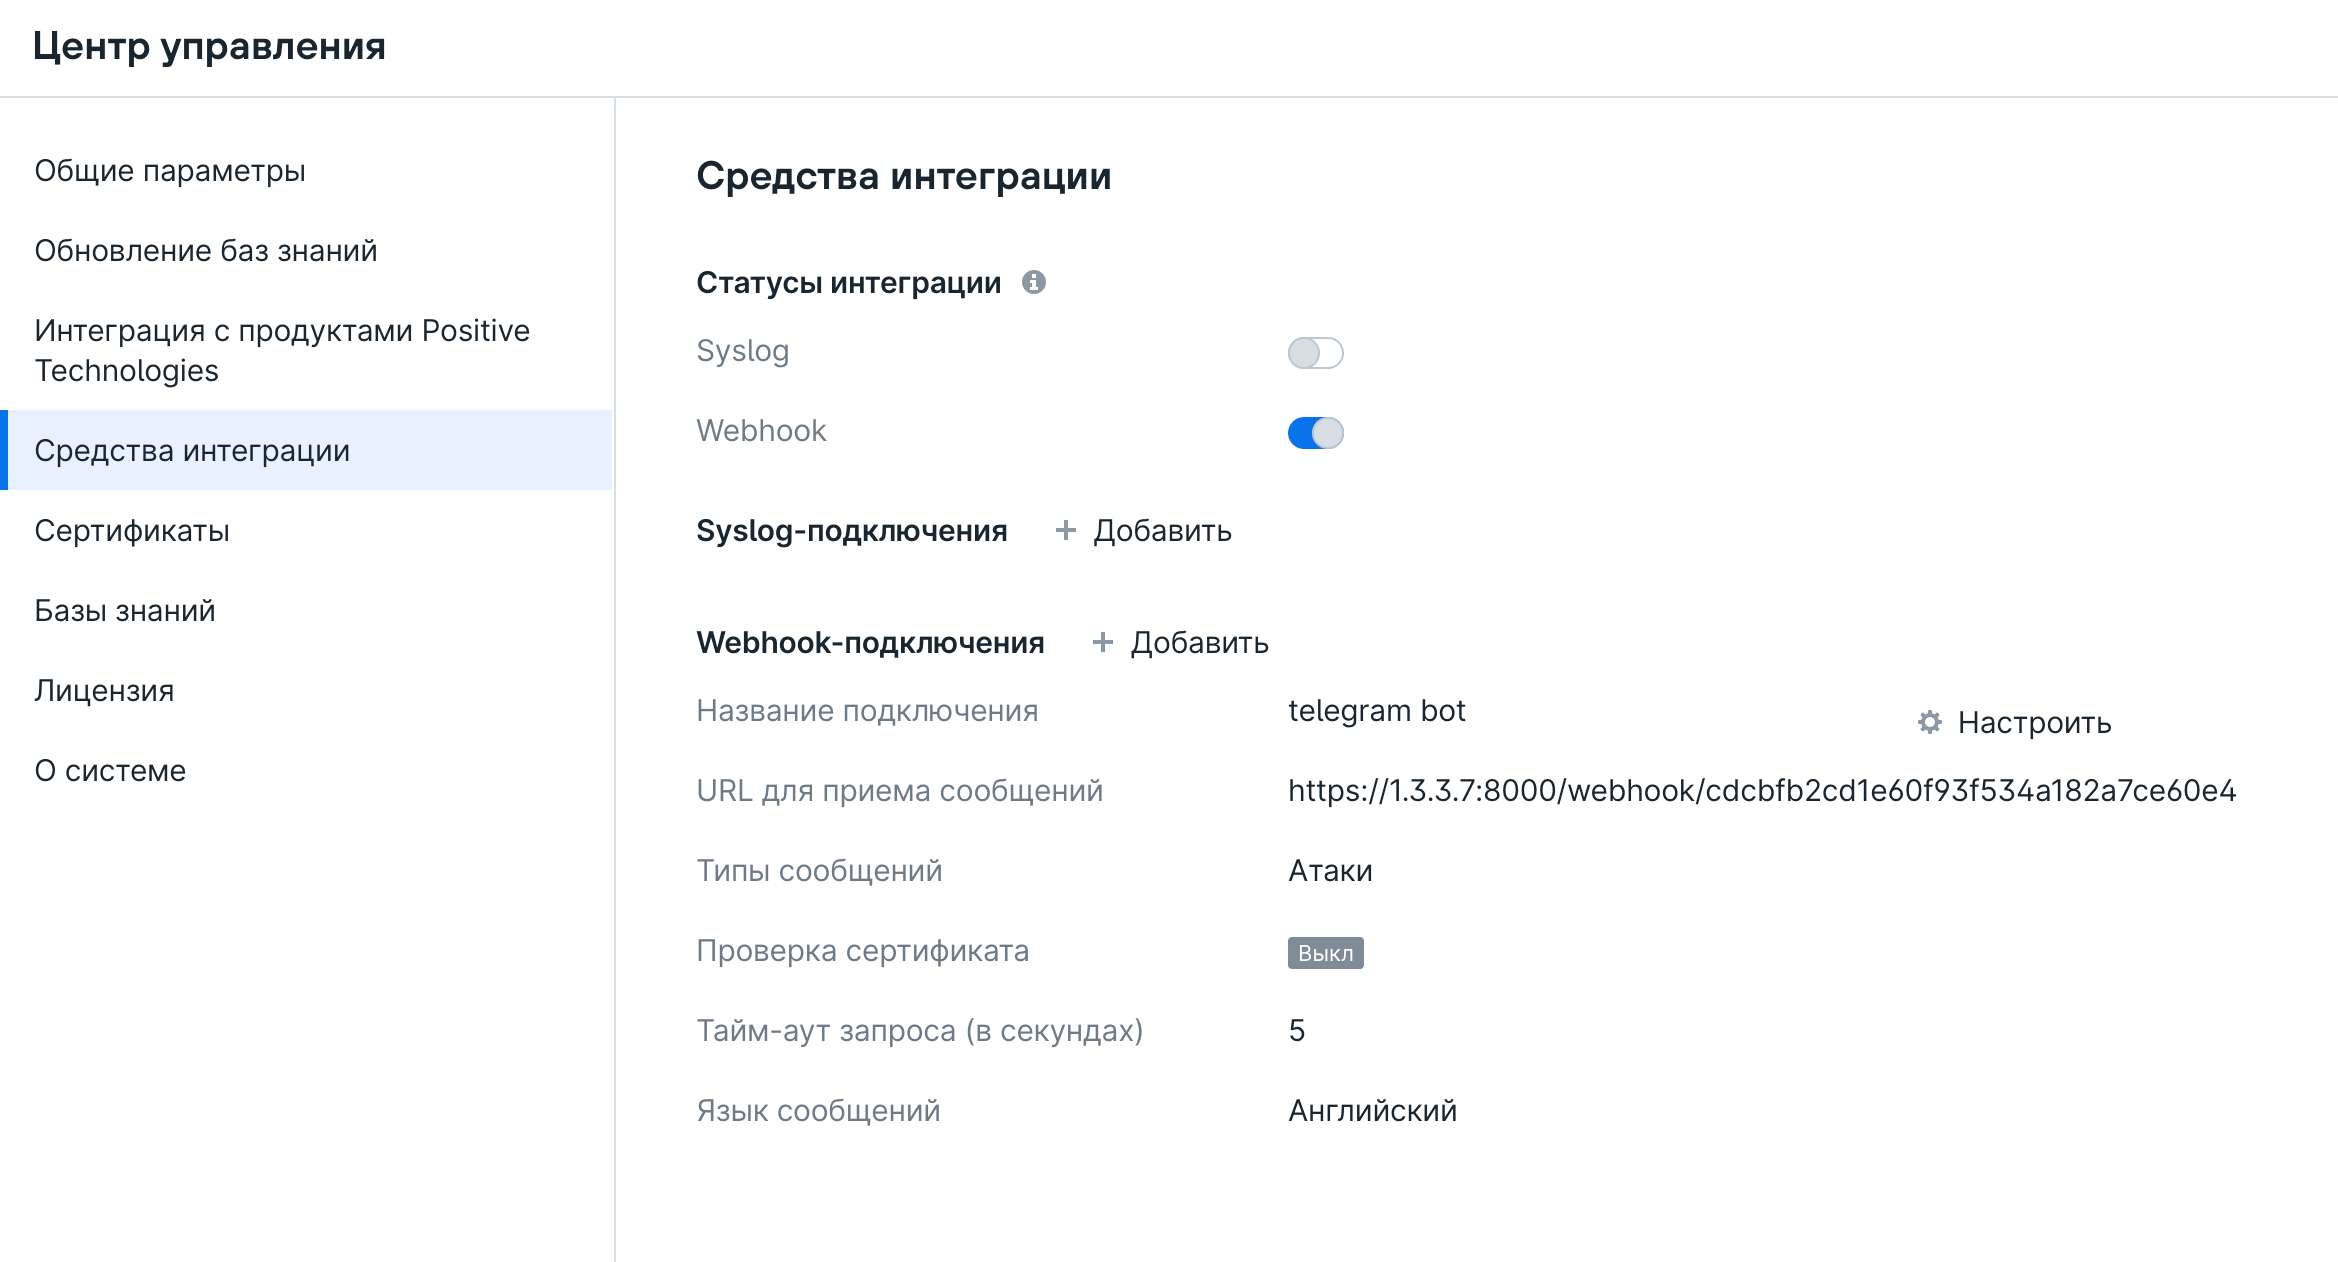 Центр управления
Общие параметры
Обновление баз знаний
Интеграция с продуктами Positive
Technologies
Средства интеграции
Сертификаты
Базы знаний
Лицензия
О системе
Средства интеграции
Статусы интеграции
Syslog
Webhook
Syslog-подключения + Добавить
Webhook-подключения + Добавить
Название подключения telegram bot Настроить
URL для приема сообщений https://1.3.3.7:8000/webhook/cdcbfb2cd1e60f93f534a182a7ce60e4
Типы сообщений Атаки
Проверка сертификата Выкл
Тайм-аут запроса (в секундах) 5
Язык сообщений Английский